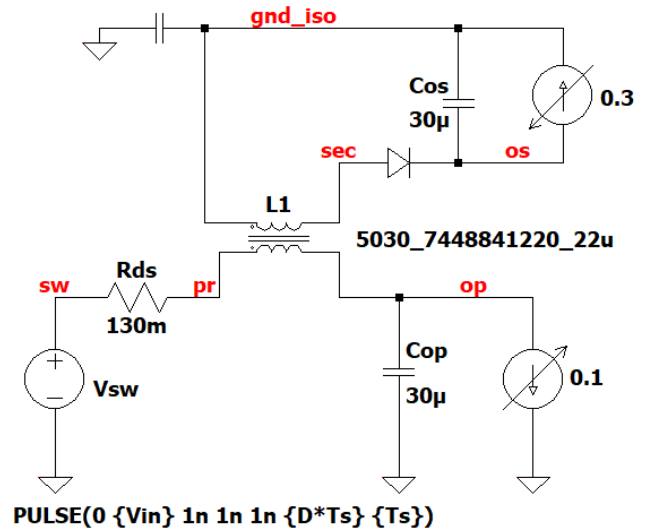 gnd_iso
Cos
30µ
0.3
sec
os
L1
5030_7448841220_22u
Rds
sw
pr
op
130m
Vsw
Cop
30µ
0.1
PULSE(0 {Vin} 1n 1n 1n {D*Ts} {Ts})